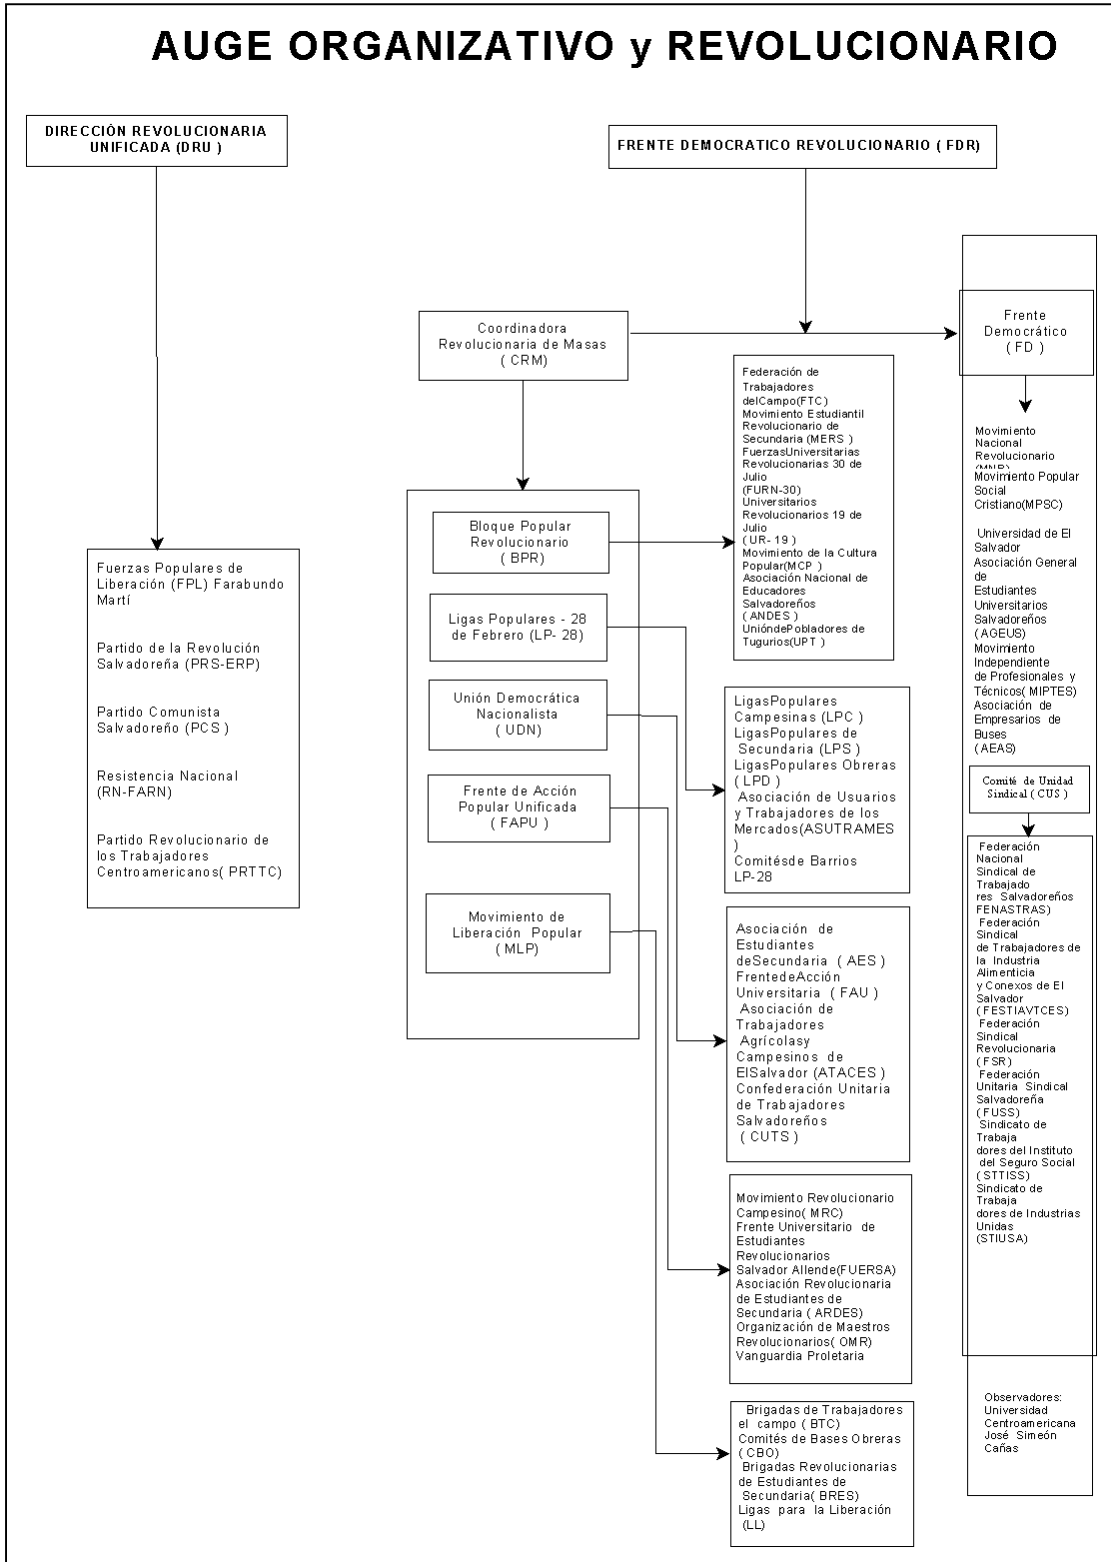 AUGE ORGANIZATIVO y REVOLUCIONARIO
DIRECCIÓN REVOLUCIONARIA
UNIFICADA (DRU )
FRENTE DEMOCRATICO REVOLUCIONARIO ( FDR)
Fuerzas Populares de
Liberación (FPL) Farabundo
Martí
Partido de la Revolución
Salvadoreña (PRS-ERP)
Partido Comunista
Salvadoreño (PCS )
Resistencia Nacional
(RN-FARN)
Partido Revolucionario de
los Trabajadores
Centroamericanos( PRTTC)
Coordinadora
Revolucionaria de Masas
( CRM)
Bloque Popular
Revolucionario
( BPR)
Ligas Populares - 28
de Febrero (LP- 28)
Unión Democrática
Nacionalista
( UDN)
Frente de Acción
Popular Unificada
( FAPU )
Movimiento de
Liberación Popular
( MLP)
Federación de
Trabajadores
delCampo(FTC)
Movimiento Estudiantil
Revolucionario de
Secundaria (MERS )
FuerzasUniversitarias
Revolucionarias 30 de
Julio
(FURN-30)
Universitarios
Revolucionarios 19 de
Julio
( UR- 19 )
Movimiento de la Cultura
Popular(MCP )
Asociación Nacional de
Educadores
Salvadoreños
( ANDES )
UnióndePobladores de
Tugurios(UPT )
LigasPopulares
Campesinas (LPC )
LigasPopulares de
Secundaria (LPS )
LigasPopulares Obreras
( LPD )
Asociación de Usuarios
y Trabajadores de los
Mercados(ASUTRAMES
)
Comitésde Barrios
LP-28
Asociación de
Estudiantes
deSecundaria ( AES )
FrentedeAcción
Universitaria ( FAU )
Asociación de
Trabajadores
Agrícolasy
Campesinos de
ElSalvador (ATACES )
Confederación Unitaria
de Trabajadores
Salvadoreños
( CUTS )
Movimiento Revolucionario
Campesino( MRC)
Frente Universitario de
Estudiantes
Revolucionarios
Salvador Allende(FUERSA)
Asociación Revolucionaria
de Estudiantes de
Secundaria ( ARDES)
Organización de Maestros
Revolucionarios( OMR)
Vanguardia Proletaria
Brigadas de Trabajadores
el campo ( BTC)
Comités de Bases Obreras
( CBO)
Brigadas Revolucionarias
de Estudiantes de
Secundaria( BRES)
Ligas para la Liberación
(LL)
Frente
Democrático
( FD )
Movimiento
Nacional
Revolucionario
(MNR)
Movimiento Popular
Social
Cristiano(MPSC)
Universidad de El
Salvador
Asociación General
de
Estudiantes
Universitarios
Salvadoreños
(AGEUS)
Movimiento
Independiente
de Profesionales y
Técnicos( MIPTES)
Asociación de
Empresarios de
Buses
(AEAS)
Comité de Unidad
Sindical ( CUS )
Federación
Nacional
Sindical de
Trabajado
res Salvadoreños
FENASTRAS)
Federación
Sindical
de Trabajadores de
la Industria
Alimenticia
y Conexos de El
Salvador
(FESTIAVTCES)
Federación
Sindical
Revolucionaria
(FSR)
Federación
Unitaria Sindical
Salvadoreña
(FUSS)
Sindicato de
Trabaja
dores del Instituto
del Seguro Social
(STTISS)
Sindicato de
Trabaja
dores de Industrias
Unidas
(STIUSA)
Observadores:
Universidad
Centroamericana
José Simeón
Cañas